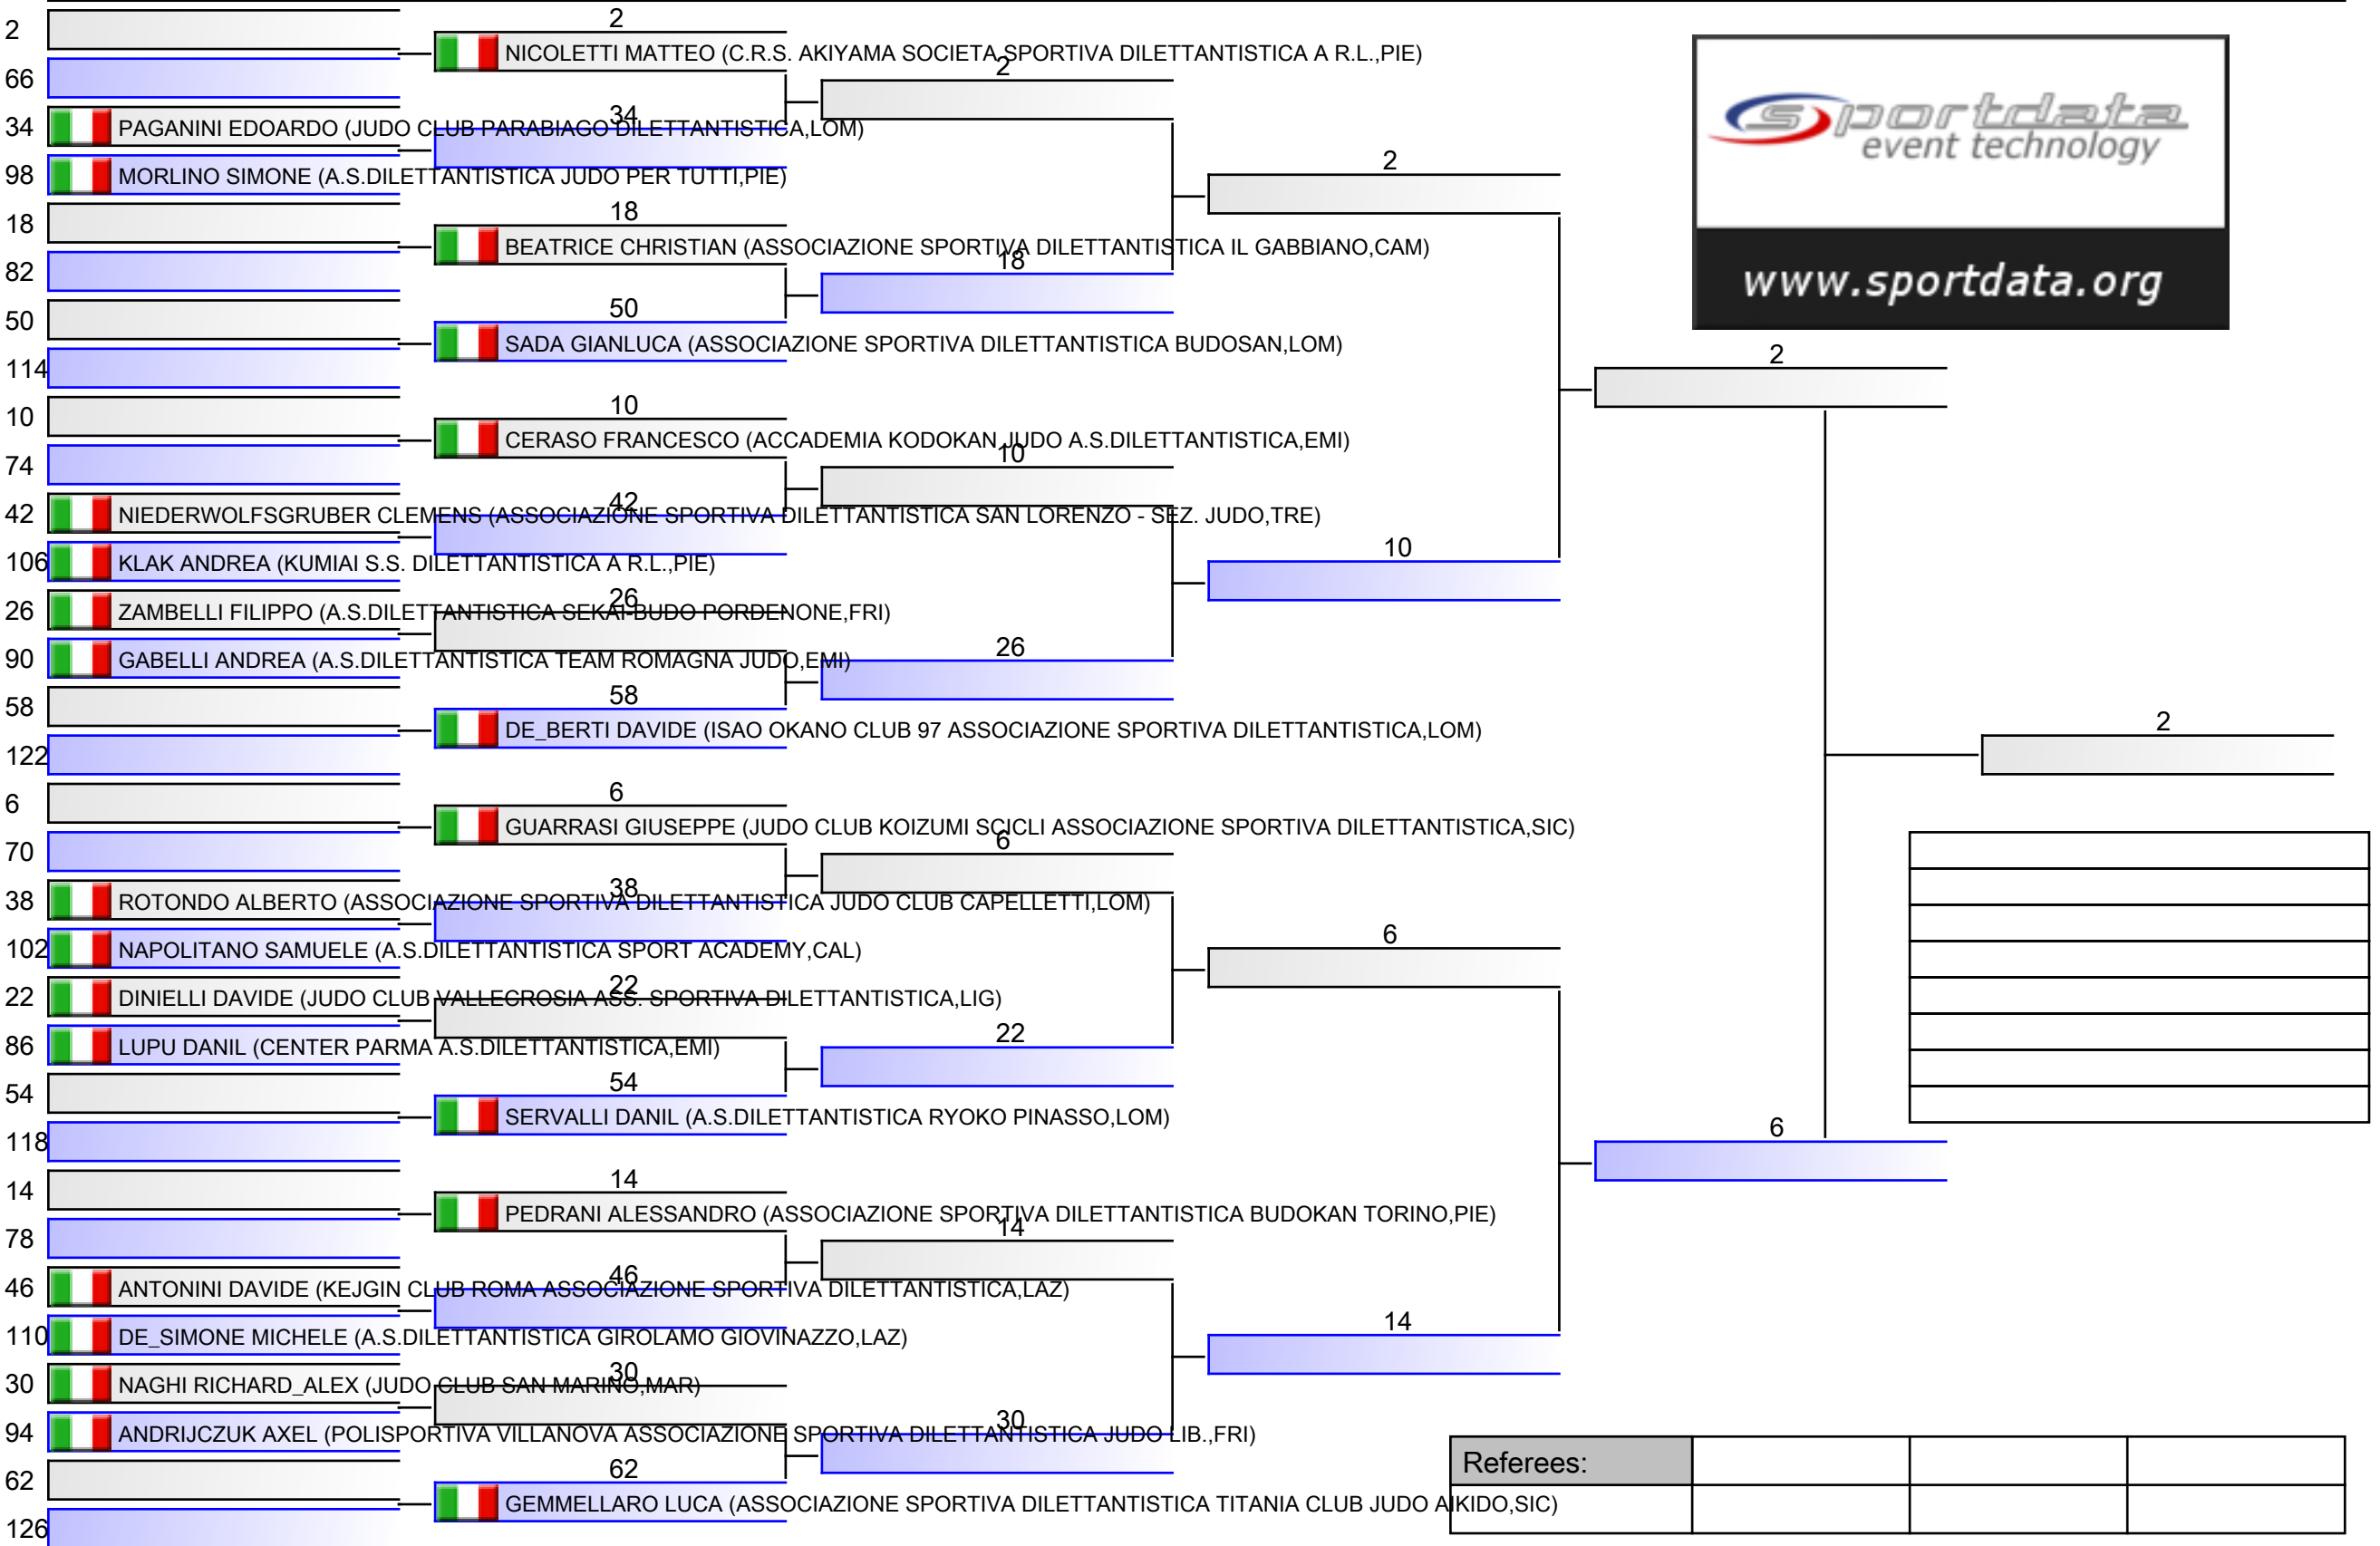 2
2
NICOLETTI MATTEO (C.R.S. AKIYAMA SOCIETA SPORTIVA DILETTANTISTICA A R.L.,PIE)
2
66
34
34
PAGANINI EDOARDO (JUDO CLUB PARABIAGO DILETTANTISTICA,LOM)
sportdata
event technology
98
MORLINO SIMONE (A.S.DILETTANTISTICA JUDO PER TUTTI,PIE)
2
18
18
BEATRICE CHRISTIAN (ASSOCIAZIONE SPORTIVA DILETTANTISTICA IL GABBIANO,CAM)
18
82
www.sportdata.org
50
50
SADA GIANLUCA (ASSOCIAZIONE SPORTIVA DILETTANTISTICA BUDOSAN,LOM)
2
114
10
10
CERASO FRANCESCO (ACCADEMIA KODOKAN JUDO A.S.DILETTANTISTICA,EMI)
10
74
42
42
NIEDERWOLFSGRUBER CLEMENS (ASSOCIAZIONE SPORTIVA DILETTANTISTICA SAN LORENZO - SEZ. JUDO,TRE)
10
106
KLAK ANDREA (KUMIAI S.S. DILETTANTISTICA A R.L.,PIE)
26
26
ZAMBELLI FILIPPO (A.S.DILETTANTISTICA SEKAI-BUDO PORDENONE,FRI)
26
90
GABELLI ANDREA (A.S.DILETTANTISTICA TEAM ROMAGNA JUDO,EMI)
58
58
DE_BERTI DAVIDE (ISAO OKANO CLUB 97 ASSOCIAZIONE SPORTIVA DILETTANTISTICA,LOM)
2
122
6
6
GUARRASI GIUSEPPE (JUDO CLUB KOIZUMI SCICLI ASSOCIAZIONE SPORTIVA DILETTANTISTICA,SIC)
6
70
38
38
ROTONDO ALBERTO (ASSOCIAZIONE SPORTIVA DILETTANTISTICA JUDO CLUB CAPELLETTI,LOM)
6
102
NAPOLITANO SAMUELE (A.S.DILETTANTISTICA SPORT ACADEMY,CAL)
22
22
DINIELLI DAVIDE (JUDO CLUB VALLECROSIA ASS. SPORTIVA DILETTANTISTICA,LIG)
22
86
LUPU DANIL (CENTER PARMA A.S.DILETTANTISTICA,EMI)
54
54
SERVALLI DANIL (A.S.DILETTANTISTICA RYOKO PINASSO,LOM)
6
118
14
14
PEDRANI ALESSANDRO (ASSOCIAZIONE SPORTIVA DILETTANTISTICA BUDOKAN TORINO,PIE)
14
78
46
46
ANTONINI DAVIDE (KEJGIN CLUB ROMA ASSOCIAZIONE SPORTIVA DILETTANTISTICA,LAZ)
14
110
DE_SIMONE MICHELE (A.S.DILETTANTISTICA GIROLAMO GIOVINAZZO,LAZ)
30
30
NAGHI RICHARD_ALEX (JUDO CLUB SAN MARINO,MAR)
30
94
ANDRIJCZUK AXEL (POLISPORTIVA VILLANOVA ASSOCIAZIONE SPORTIVA DILETTANTISTICA JUDO LIB.,FRI)
Referees:
62
62
GEMMELLARO LUCA (ASSOCIAZIONE SPORTIVA DILETTANTISTICA TITANIA CLUB JUDO AIKIDO,SIC)
126